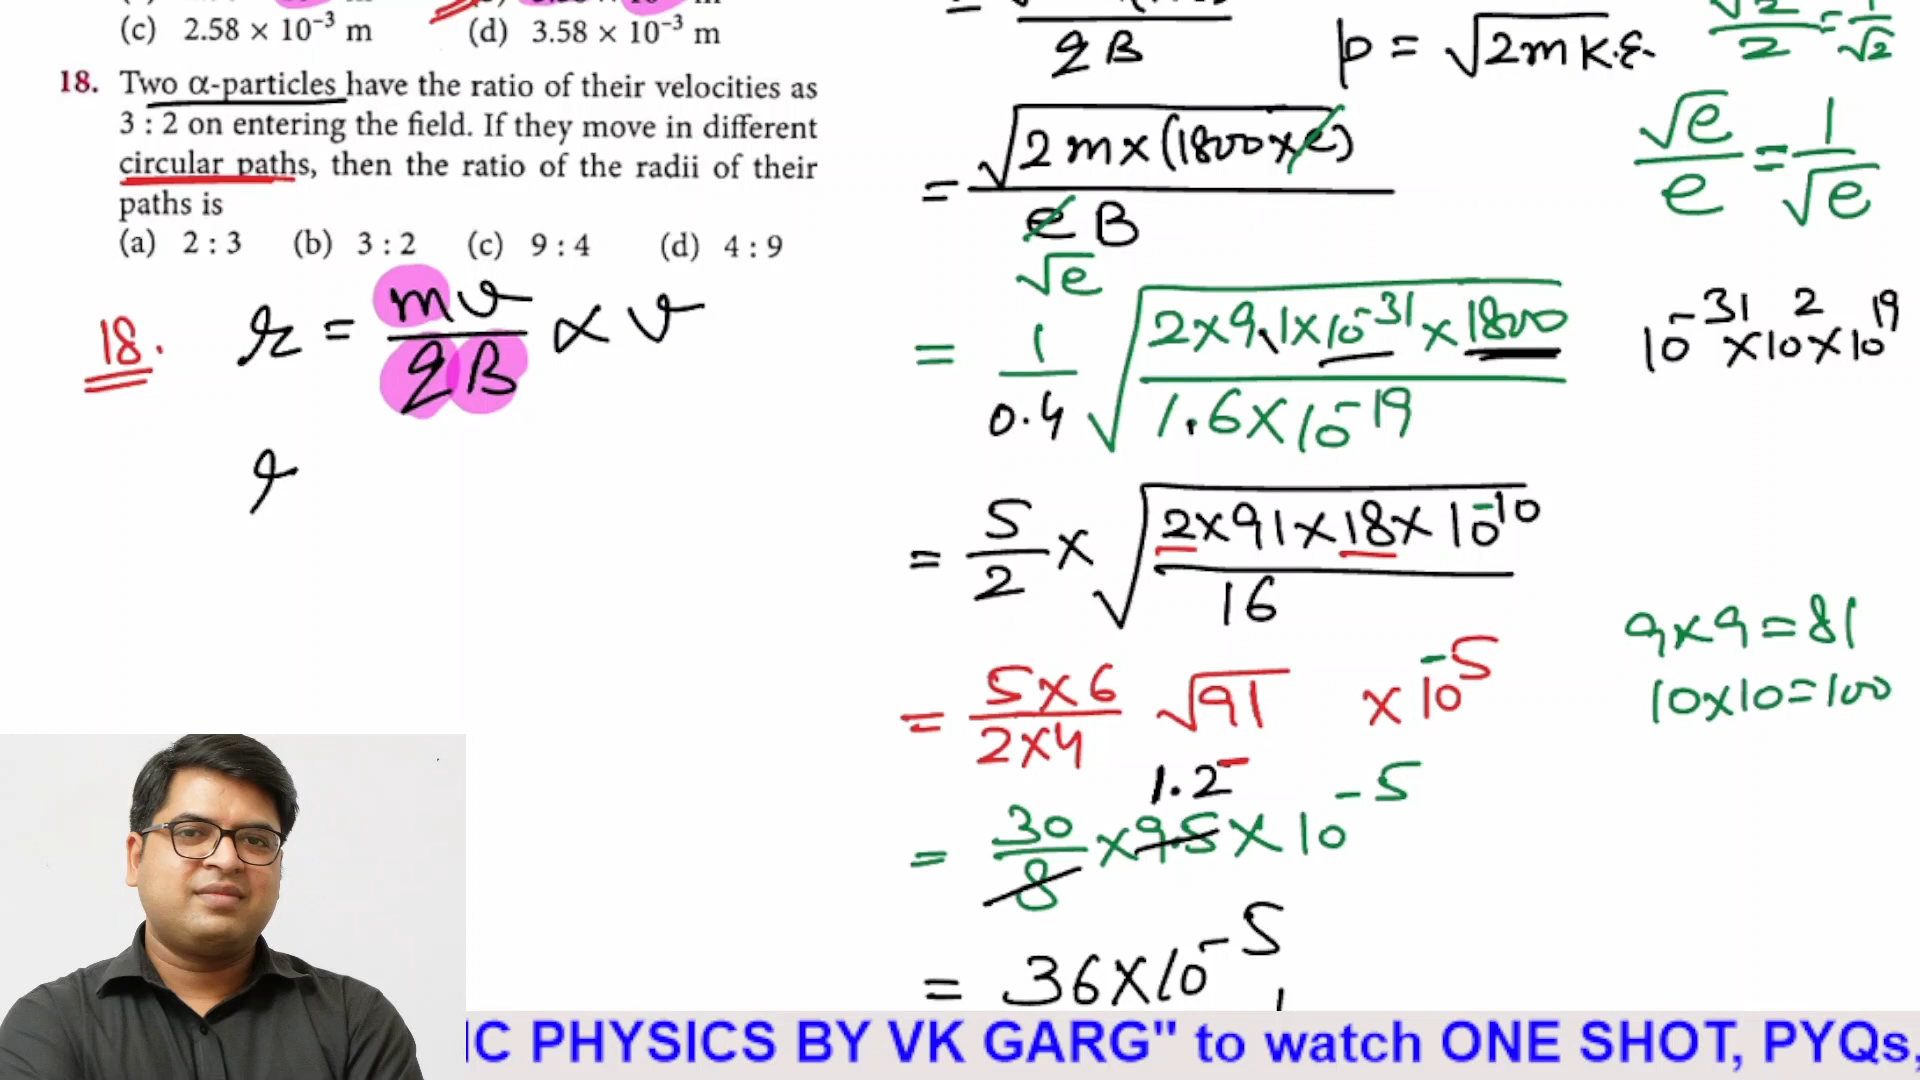 (c) 2.58 × 10⁻³ m (d) 3.58 × 10⁻³ m
18. Two α-particles have the ratio of their velocities as
3 : 2 on entering the field. If they move in different
circular paths, then the ratio of the radii of their
paths is
(a) 2 : 3 (b) 3 : 2 (c) 9 : 4 (d) 4 : 9
18. r = mv/qB ∝ v
r
qB
p = √2mK.E.
√2/2 = 1/√2
= √2m×(1800×e)/eB
√e
√e/e = 1/√e
= 1/0.4 √(2×9.1×10⁻³¹×1800/1.6×10⁻¹⁹)
10⁻³¹×10²×10¹⁹
= 5/2 × √(2×91×18×10⁻¹⁰/16)
9×9=81
10×10=100
= 5×6/2×4 √91 ×10⁻⁵
1.2
= 30/8 ×9.5×10⁻⁵
= 36×10⁻⁵
IC PHYSICS BY VK GARG" to watch ONE SHOT, PYQs,